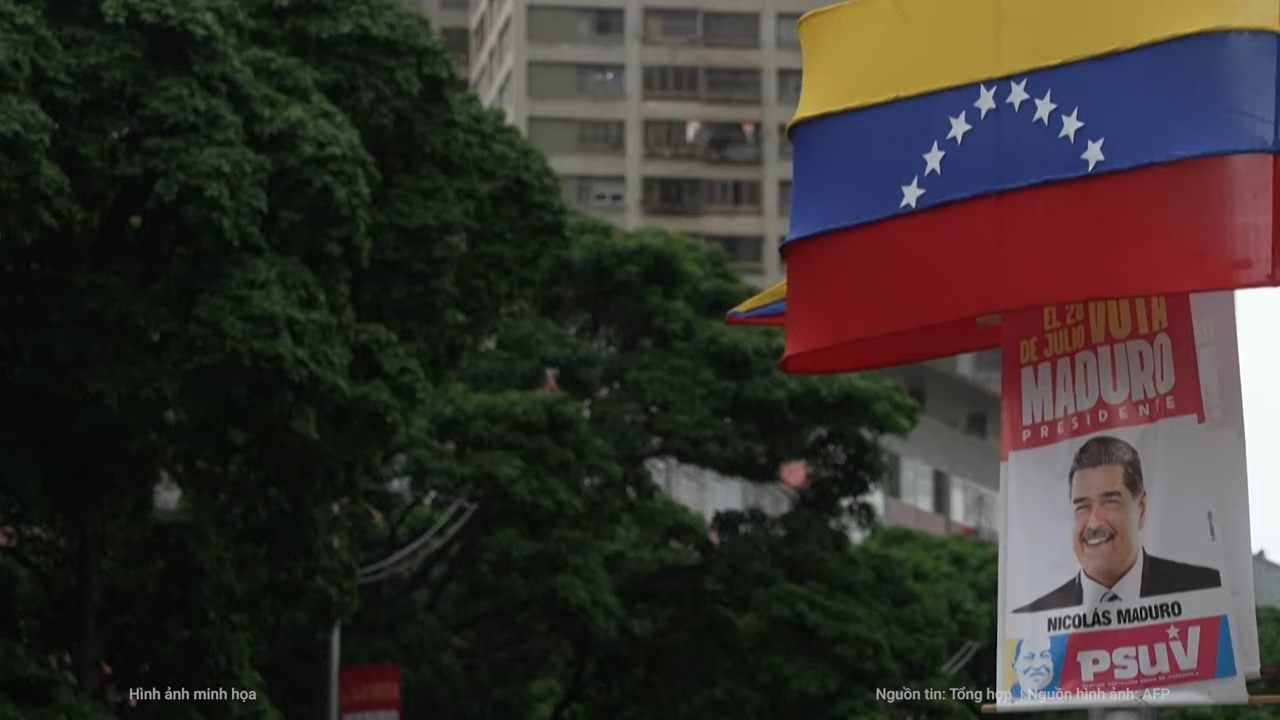 EL 28
DE JULIO
VOTA
MADURO
PRESIDENTE
NICOLÁS MADURO
PSUV
Hình ảnh minh họa
Nguồn tin: Tổng hợp | Nguồn hình ảnh: AFP